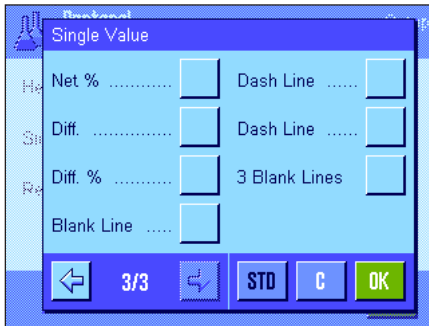 Single Value
Net % ............ Dash Line ......
Diff. ............... Dash Line ......
Diff. % ........... 3 Blank Lines
Blank Line .....
3/3 STD C OK